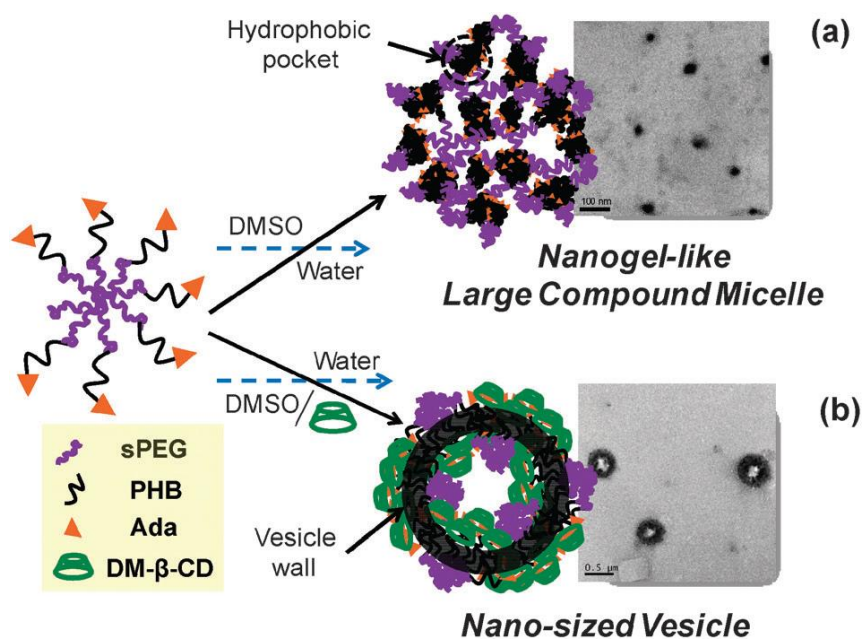 Hydrophobic
pocket
(a)
100 nm
DMSO
Water
Nanogel-like
Large Compound Micelle
Water
DMSO/
(b)
sPEG
PHB
Ada
DM-β-CD
Vesicle
wall
0.5 µm
Nano-sized Vesicle